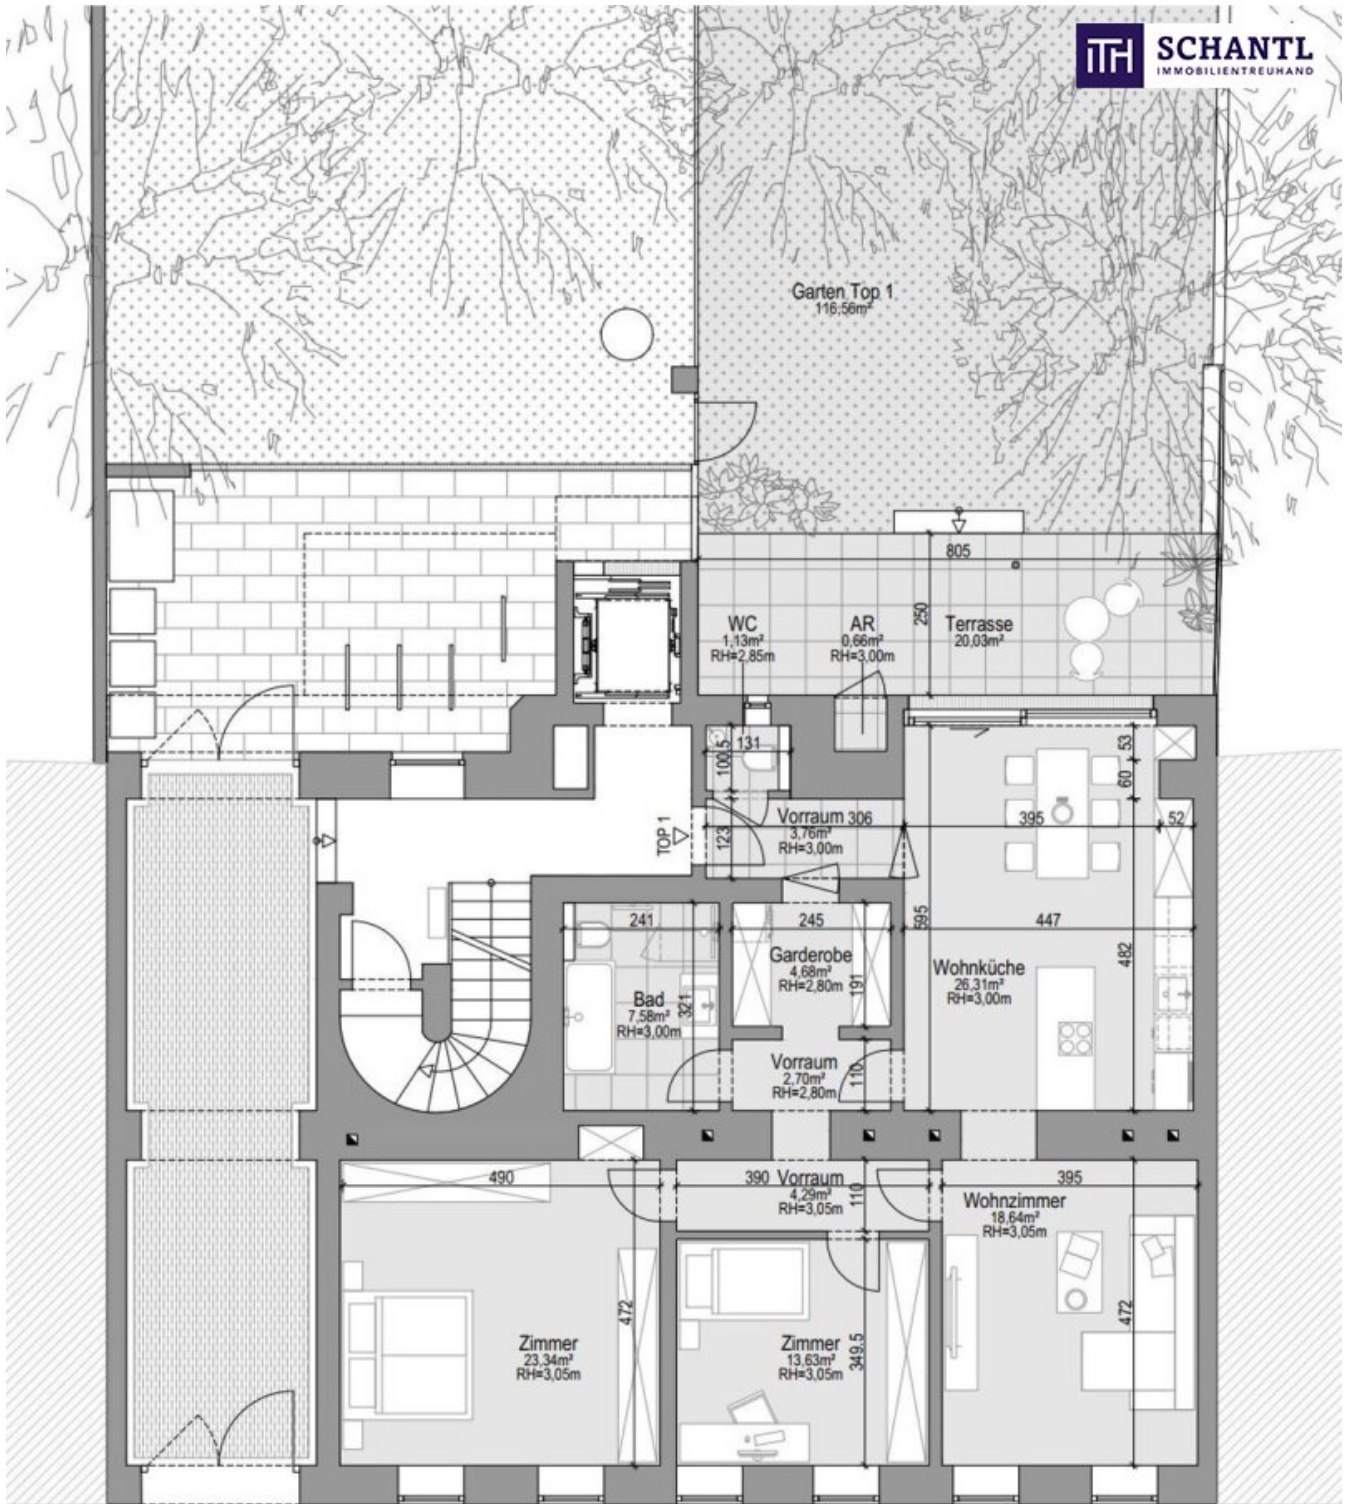 ITH SCHANTL
IMMOBILIENTREUHAND
Garten Top 1
116,56m²
805
250
WC
1,13m²
RH=2,85m
AR
0,66m²
RH=3,00m
Terrasse
20,03m²
131
100,5
53
60
TOP 1
123
Vorraum 306
3,76m²
RH=3,00m
395
52
241
245
595
447
Garderobe
4,68m²
RH=2,80m
191
Wohnküche
26,31m²
RH=3,00m
482
Bad
7,58m²
RH=3,00m
321
Vorraum
2,70m²
RH=2,80m
110
490
390
Vorraum
4,29m²
RH=3,05m
110
395
Wohnzimmer
18,64m²
RH=3,05m
472
472
Zimmer
23,34m²
RH=3,05m
Zimmer
13,63m²
RH=3,05m
349,5